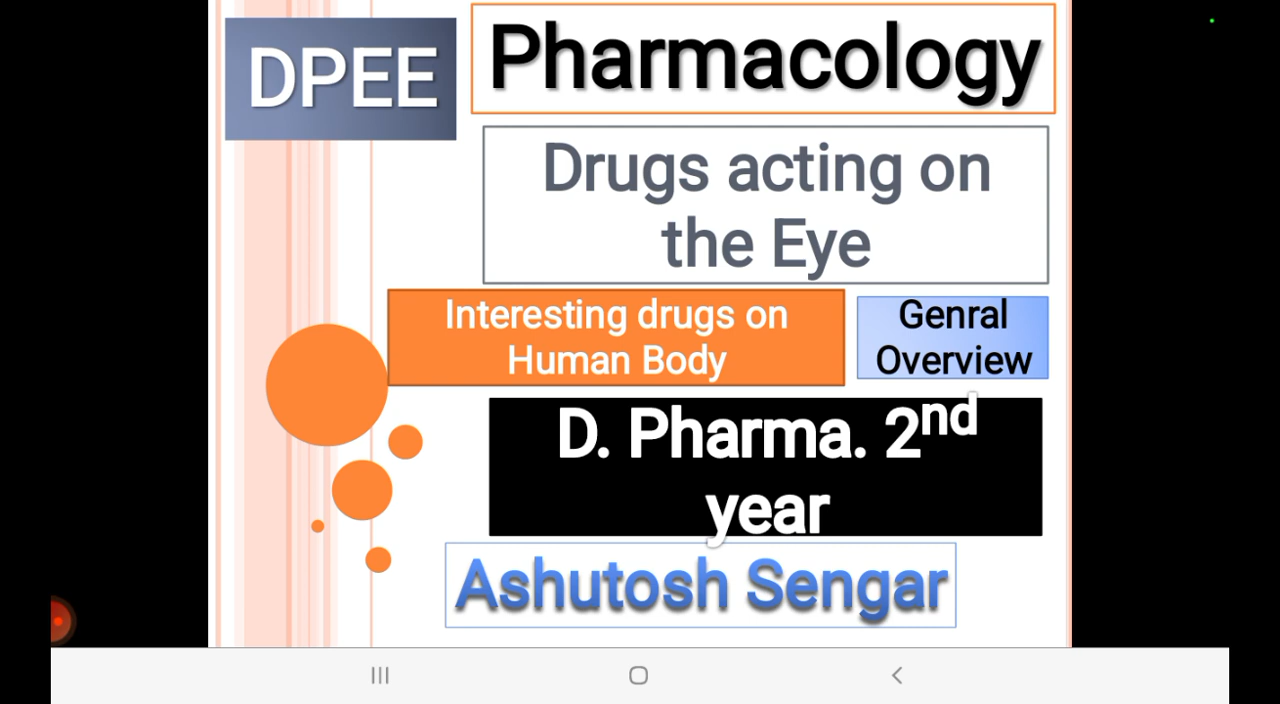 DPEE
Pharmacology
Drugs acting on
the Eye
Interesting drugs on
Human Body
Genral
Overview
D. Pharma. 2nd
year
Ashutosh Sengar